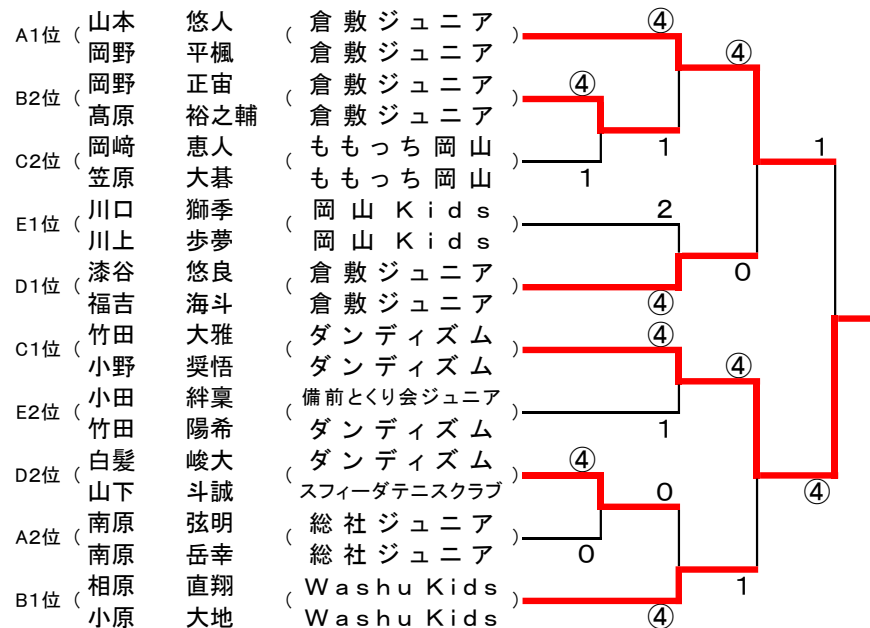 山本 悠人 ( 倉敷ジュニア ) ④
A1位 (
岡野 平楓 倉敷ジュニア ④
岡野 正宙 倉敷ジュニア ④
B2位 ( ( )
髙原 裕之輔 倉敷ジュニア 1
岡﨑 恵人 ももっち岡山 1
C2位 ( ( )
笠原 大碁 ももっち岡山 1
川口 獅季 岡山Kids 2
E1位 ( ( )
川上 歩夢 岡山Kids
漆谷 悠良 倉敷ジュニア 0
D1位 ( ( )
福吉 海斗 倉敷ジュニア ④
竹田 大雅 ダンディズム ④
C1位 ( ( )
小野 奨悟 ダンディズム ④
小田 絆稟 備前とくり会ジュニア
E2位 ( ( )
竹田 陽希 ダンディズム 1
白髪 峻大 ダンディズム ④
D2位 ( ( )
山下 斗誠 スフィーダテニスクラブ 0 ④
南原 弦明 総社ジュニア
A2位 ( ( )
南原 岳幸 総社ジュニア 0
相原 直翔 Washu Kids 1
B1位 ( ( )
小原 大地 Washu Kids ④